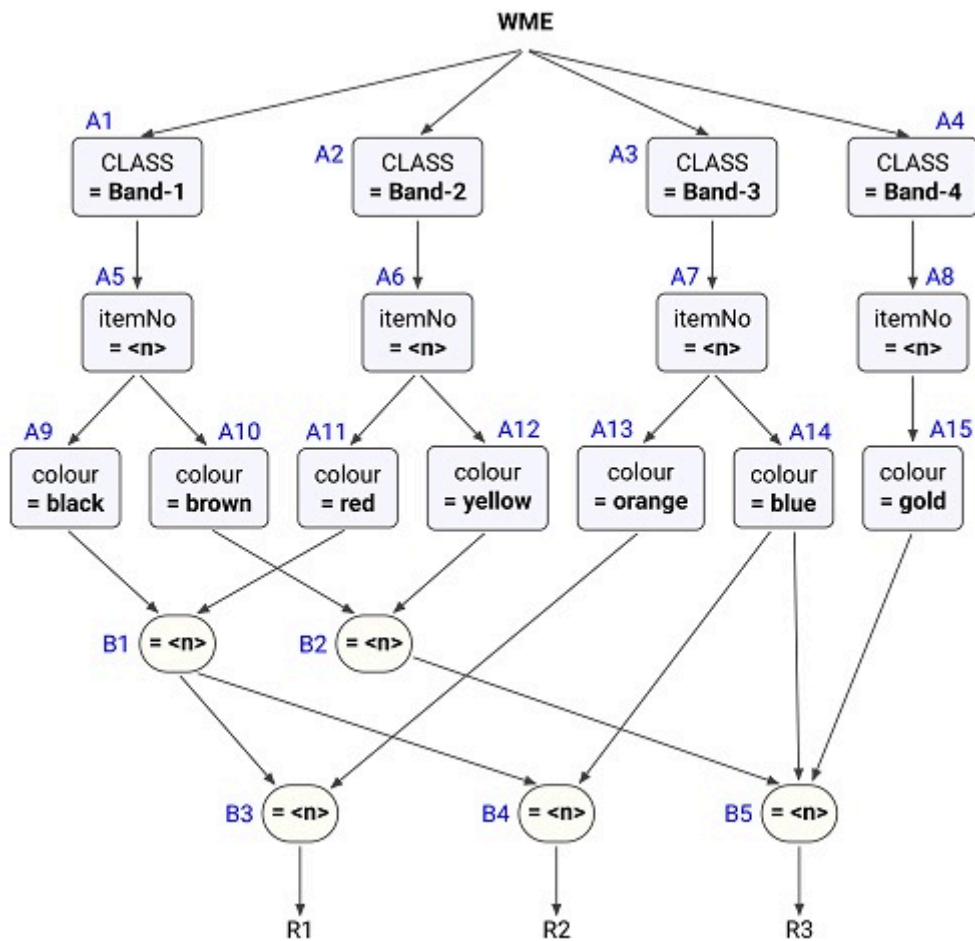 WME
A1
A2
A3
A4
CLASS
= Band-1
CLASS
= Band-2
CLASS
= Band-3
CLASS
= Band-4
A5
A6
A7
A8
itemNo
= <n>
itemNo
= <n>
itemNo
= <n>
itemNo
= <n>
A9
A10
A11
A12
A13
A14
A15
colour
= black
colour
= brown
colour
= red
colour
= yellow
colour
= orange
colour
= blue
colour
= gold
B1
= <n>
B2
= <n>
B3
= <n>
B4
= <n>
B5
= <n>
R1
R2
R3